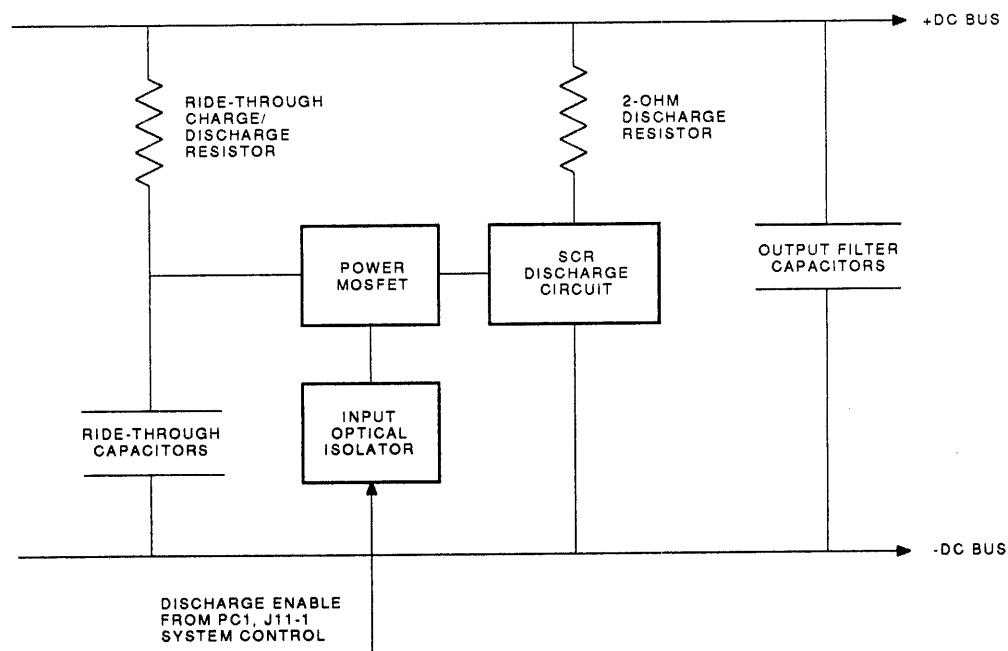 +DC BUS
RIDE-THROUGH
CHARGE/
DISCHARGE
RESISTOR
2-OHM
DISCHARGE
RESISTOR
POWER
MOSFET
SCR
DISCHARGE
CIRCUIT
OUTPUT FILTER
CAPACITORS
RIDE-THROUGH
CAPACITORS
INPUT
OPTICAL
ISOLATOR
-DC BUS
DISCHARGE ENABLE
FROM PC1, J11-1
SYSTEM CONTROL